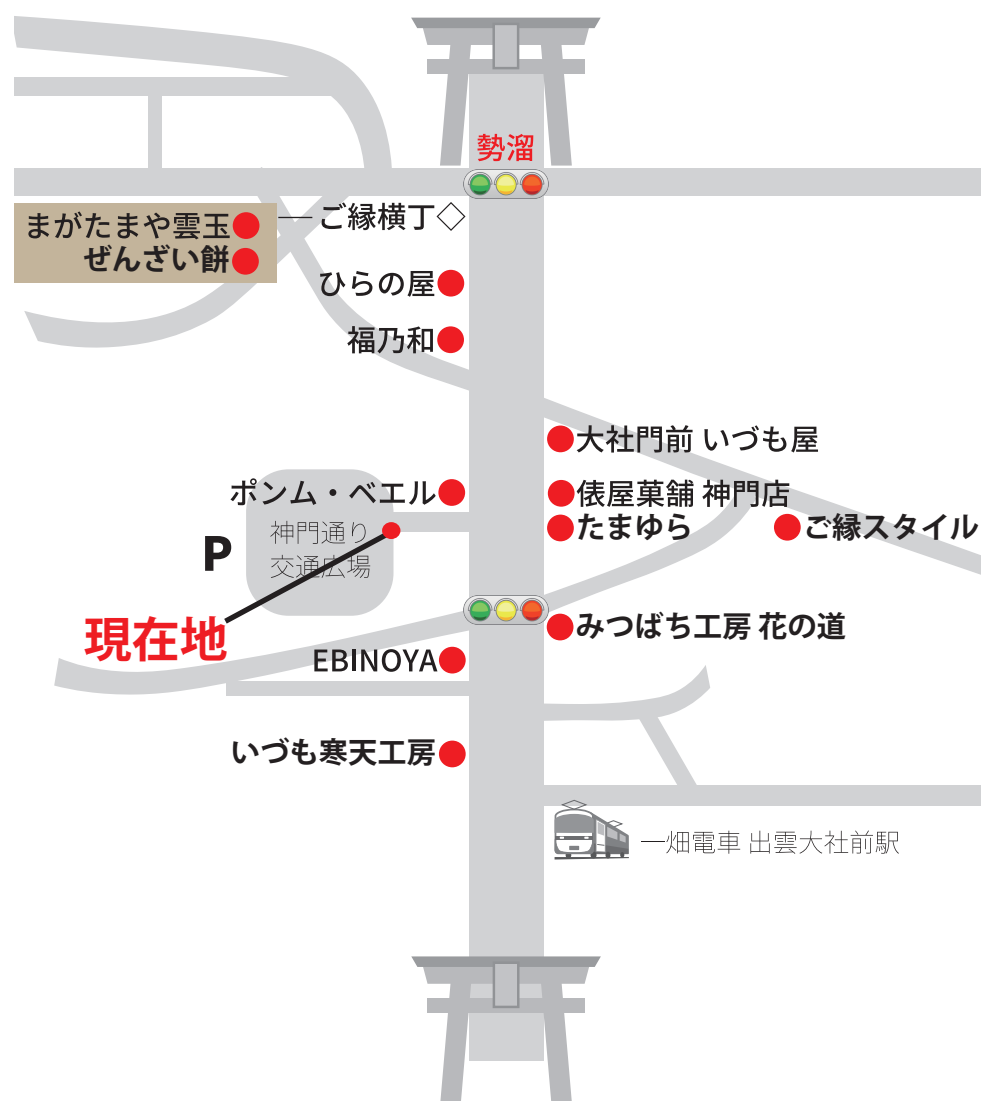 勢溜
まがたまや雲玉
ぜんざい餅
ご縁横丁◇
ひらの屋
福乃和
大社門前 いづも屋
ポンム・ベエル
俵屋菓舗 神門店
たまゆら
ご縁スタイル
神門通り
交通広場
P
現在地
みつばち工房 花の道
EBINOYA
いづも寒天工房
一畑電車 出雲大社前駅